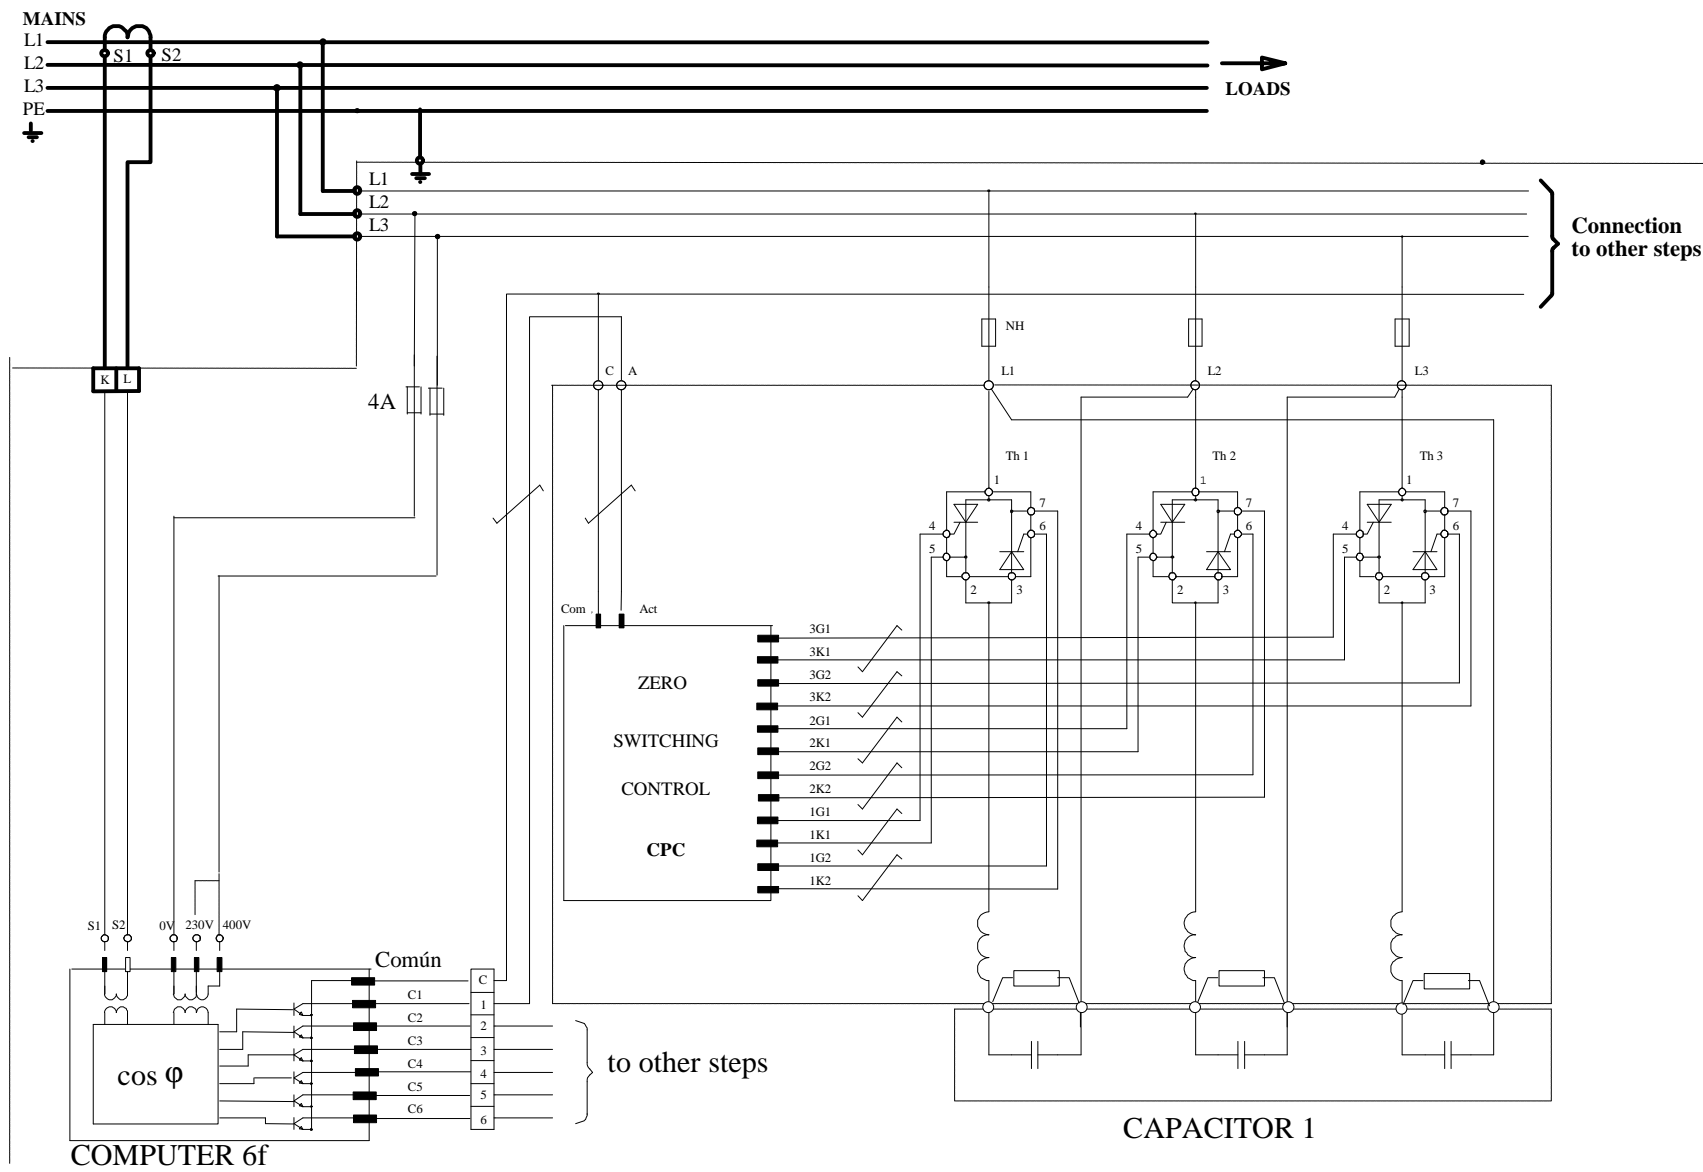 MAINS
L1
S1
S2
L2
L3
PE
LOADS
L1
L2
L3
Connection
to other steps
NH
K
L
4A
C
A
L1
L2
L3
Th 1
Th 2
Th 3
1
1
1
7
7
7
4
6
4
6
4
6
5
5
5
2
3
2
3
2
3
Com .
Act
3G1
3K1
ZERO
3G2
3K2
2G1
SWITCHING
2K1
2G2
CONTROL
2K2
1G1
1K1
CPC
1G2
1K2
S1
S2
0V
230V
400V
Común
C
C1
1
C2
2
C3
3
C4
4
C5
5
C6
6
to other steps
cos φ
CAPACITOR 1
COMPUTER 6f